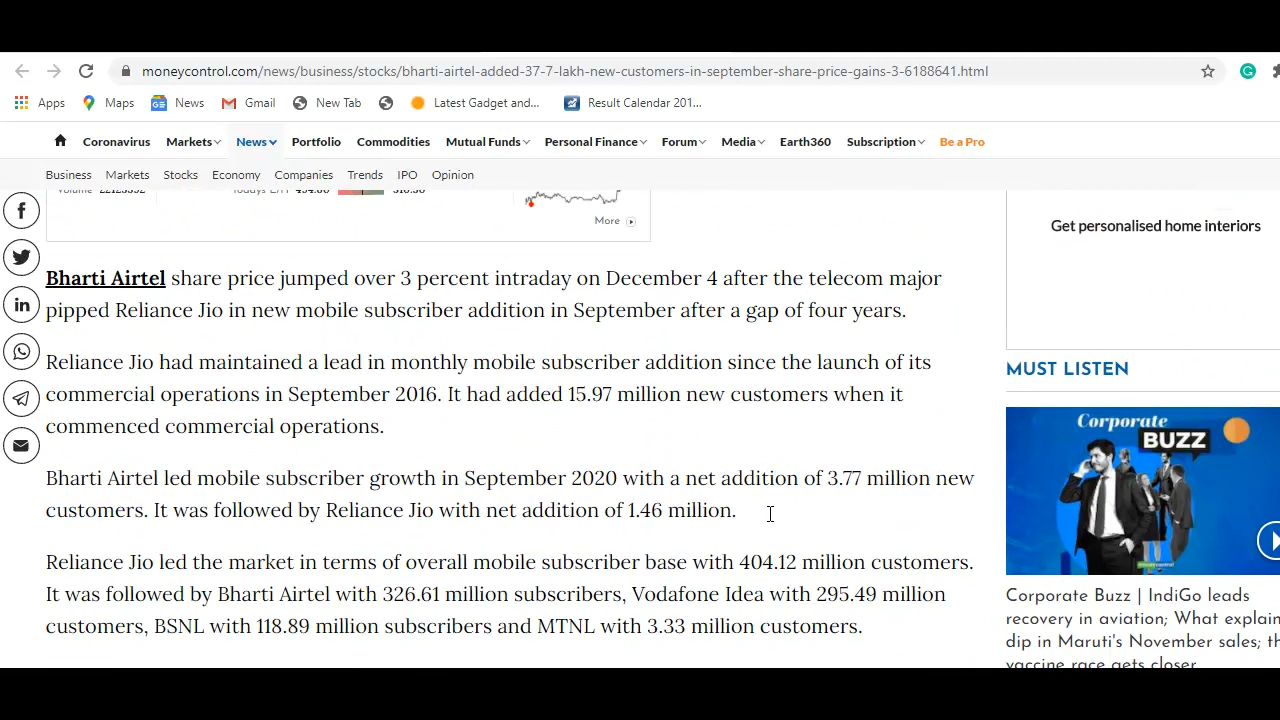 moneycontrol.com/news/business/stocks/bharti-airtel-added-37-7-lakh-new-customers-in-september-share-price-gains-3-6188641.html
Apps Maps News Gmail New Tab Latest Gadget and... Result Calendar 201...
Coronavirus Markets News Portfolio Commodities Mutual Funds Personal Finance Forum Media Earth360 Subscription Be a Pro
Business Markets Stocks Economy Companies Trends IPO Opinion
More
Get personalised home interiors
Bharti Airtel share price jumped over 3 percent intraday on December 4 after the telecom major
pipped Reliance Jio in new mobile subscriber addition in September after a gap of four years.
Reliance Jio had maintained a lead in monthly mobile subscriber addition since the launch of its
commercial operations in September 2016. It had added 15.97 million new customers when it
commenced commercial operations.
Bharti Airtel led mobile subscriber growth in September 2020 with a net addition of 3.77 million new
customers. It was followed by Reliance Jio with net addition of 1.46 million.
Reliance Jio led the market in terms of overall mobile subscriber base with 404.12 million customers.
It was followed by Bharti Airtel with 326.61 million subscribers, Vodafone Idea with 295.49 million
customers, BSNL with 118.89 million subscribers and MTNL with 3.33 million customers.
MUST LISTEN
Corporate
BUZZ
Corporate Buzz | IndiGo leads
recovery in aviation; What explain
dip in Maruti's November sales; th
vaccine race gets closer